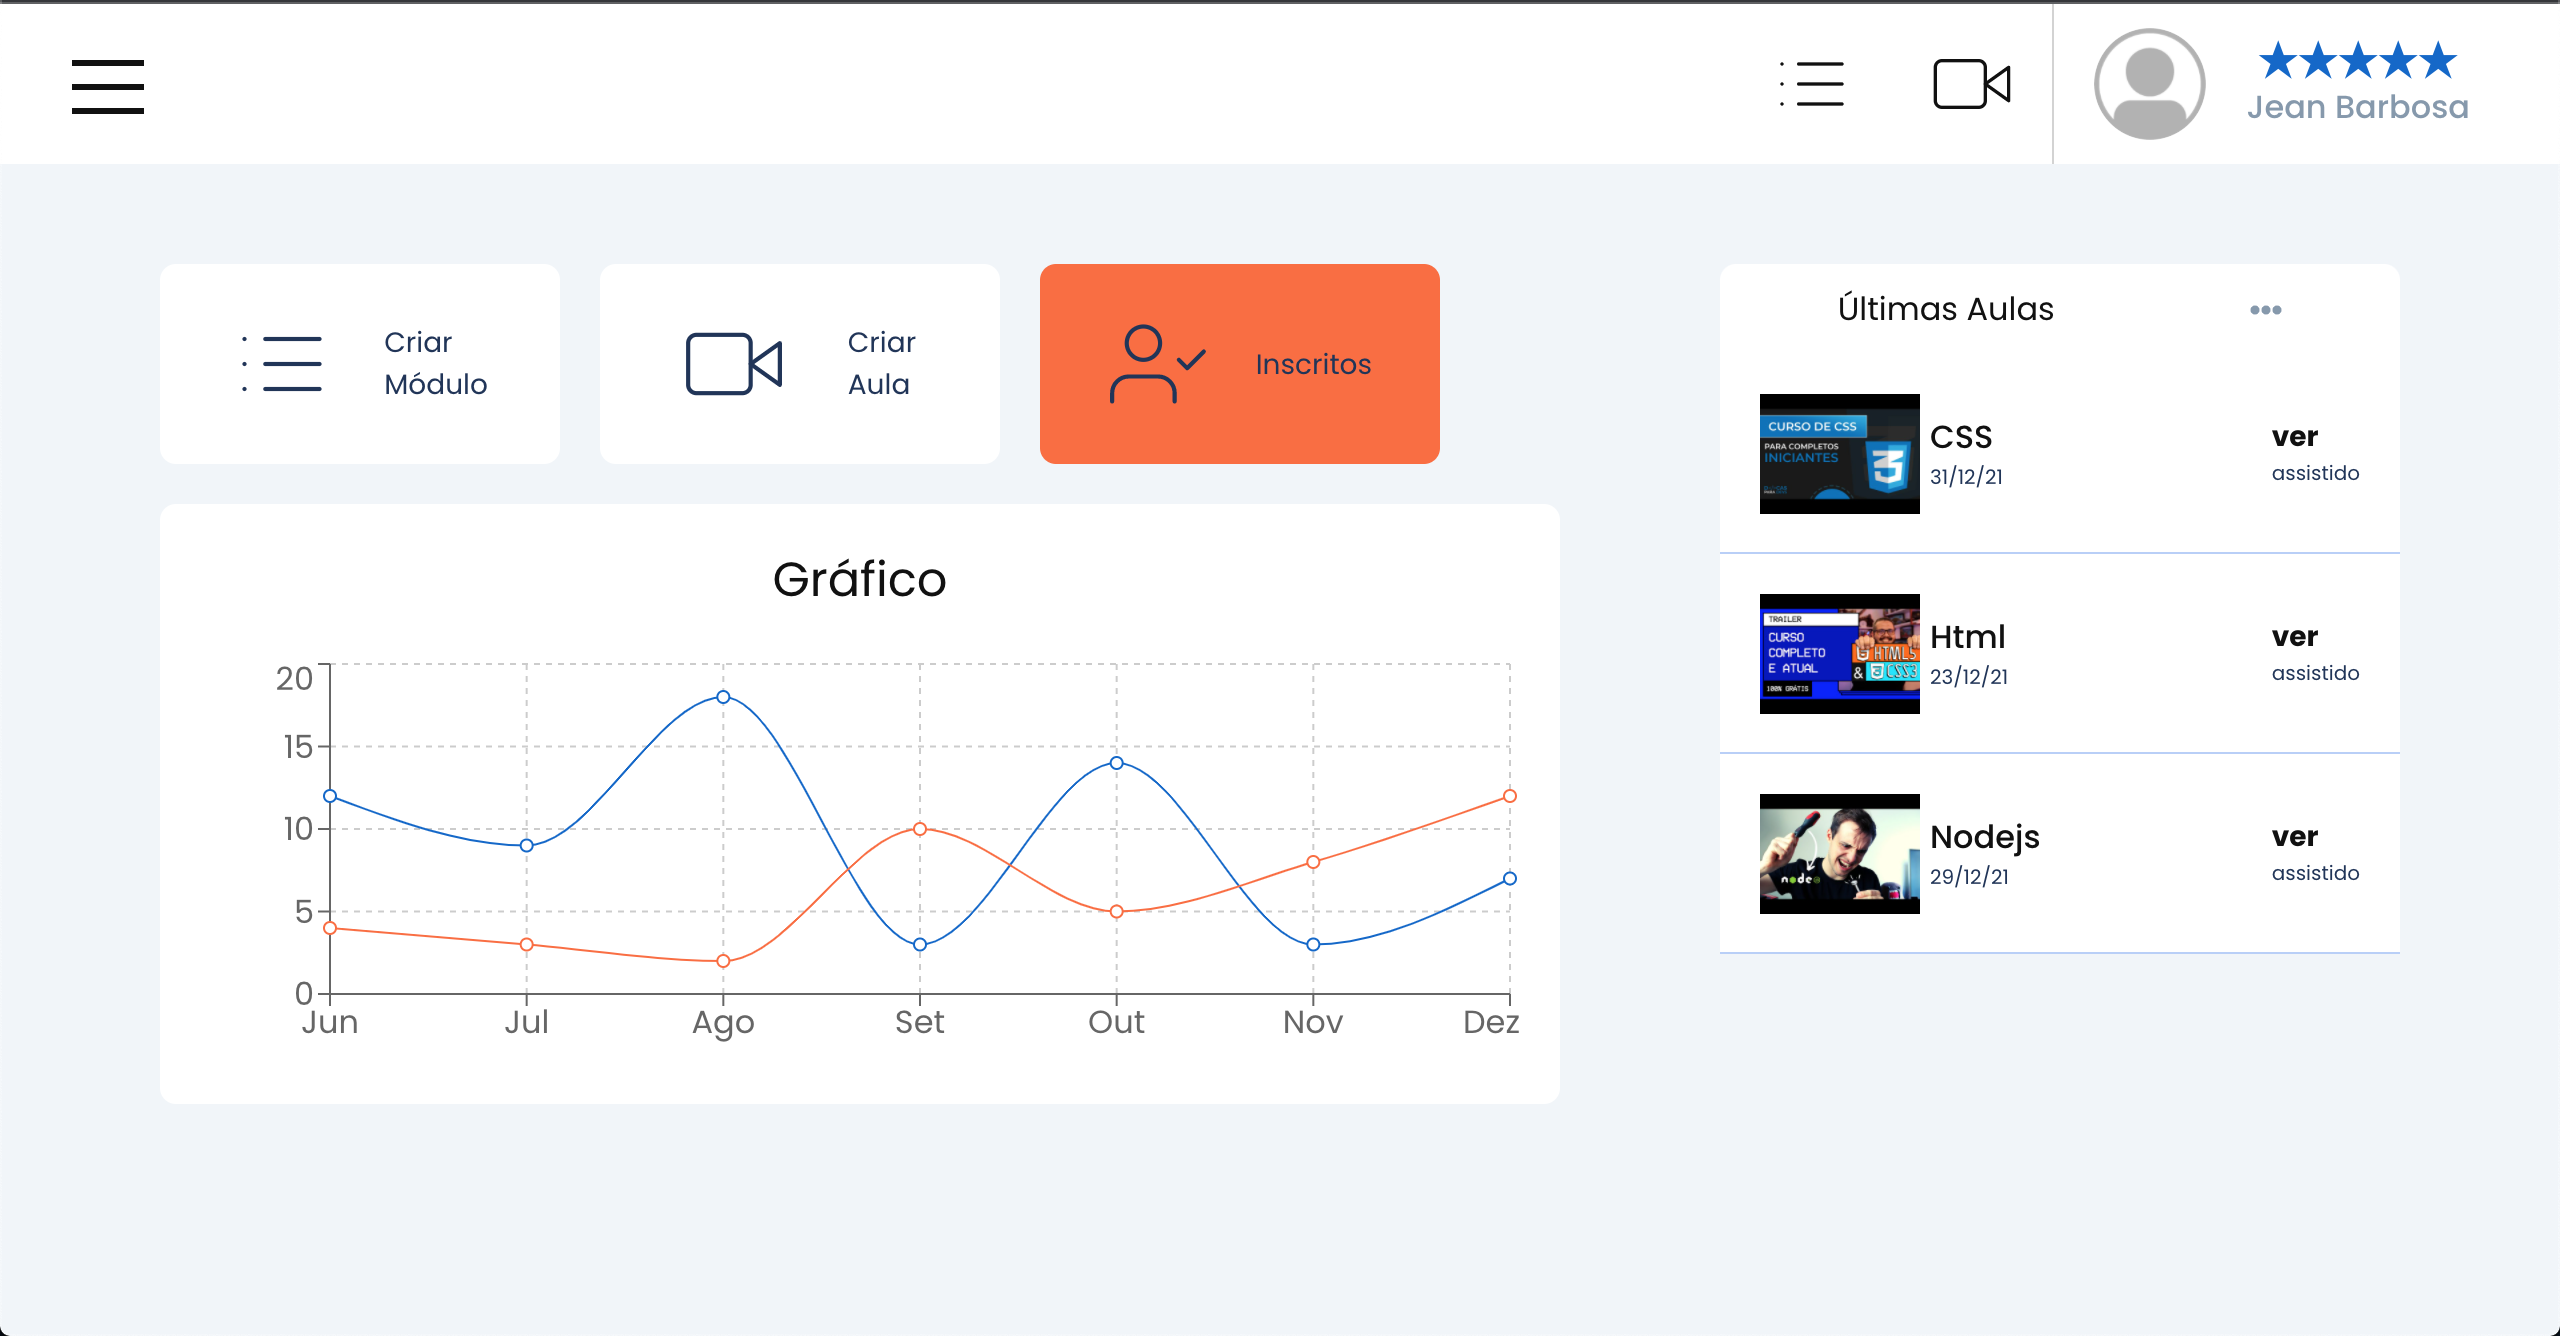 Jean Barbosa
Criar
Módulo
Criar
Aula
Inscritos
Gráfico
20
15
10
5
0
Jun
Jul
Ago
Set
Out
Nov
Dez
Últimas Aulas
CURSO DE CSS
PARA COMPLETOS
INICIANTES
3
CSS
31/12/21
ver
assistido
TRAILER
CURSO
COMPLETO
E ATUAL
100% GRÁTIS
HTML5
& CSS3
Html
23/12/21
ver
assistido
node
Nodejs
29/12/21
ver
assistido